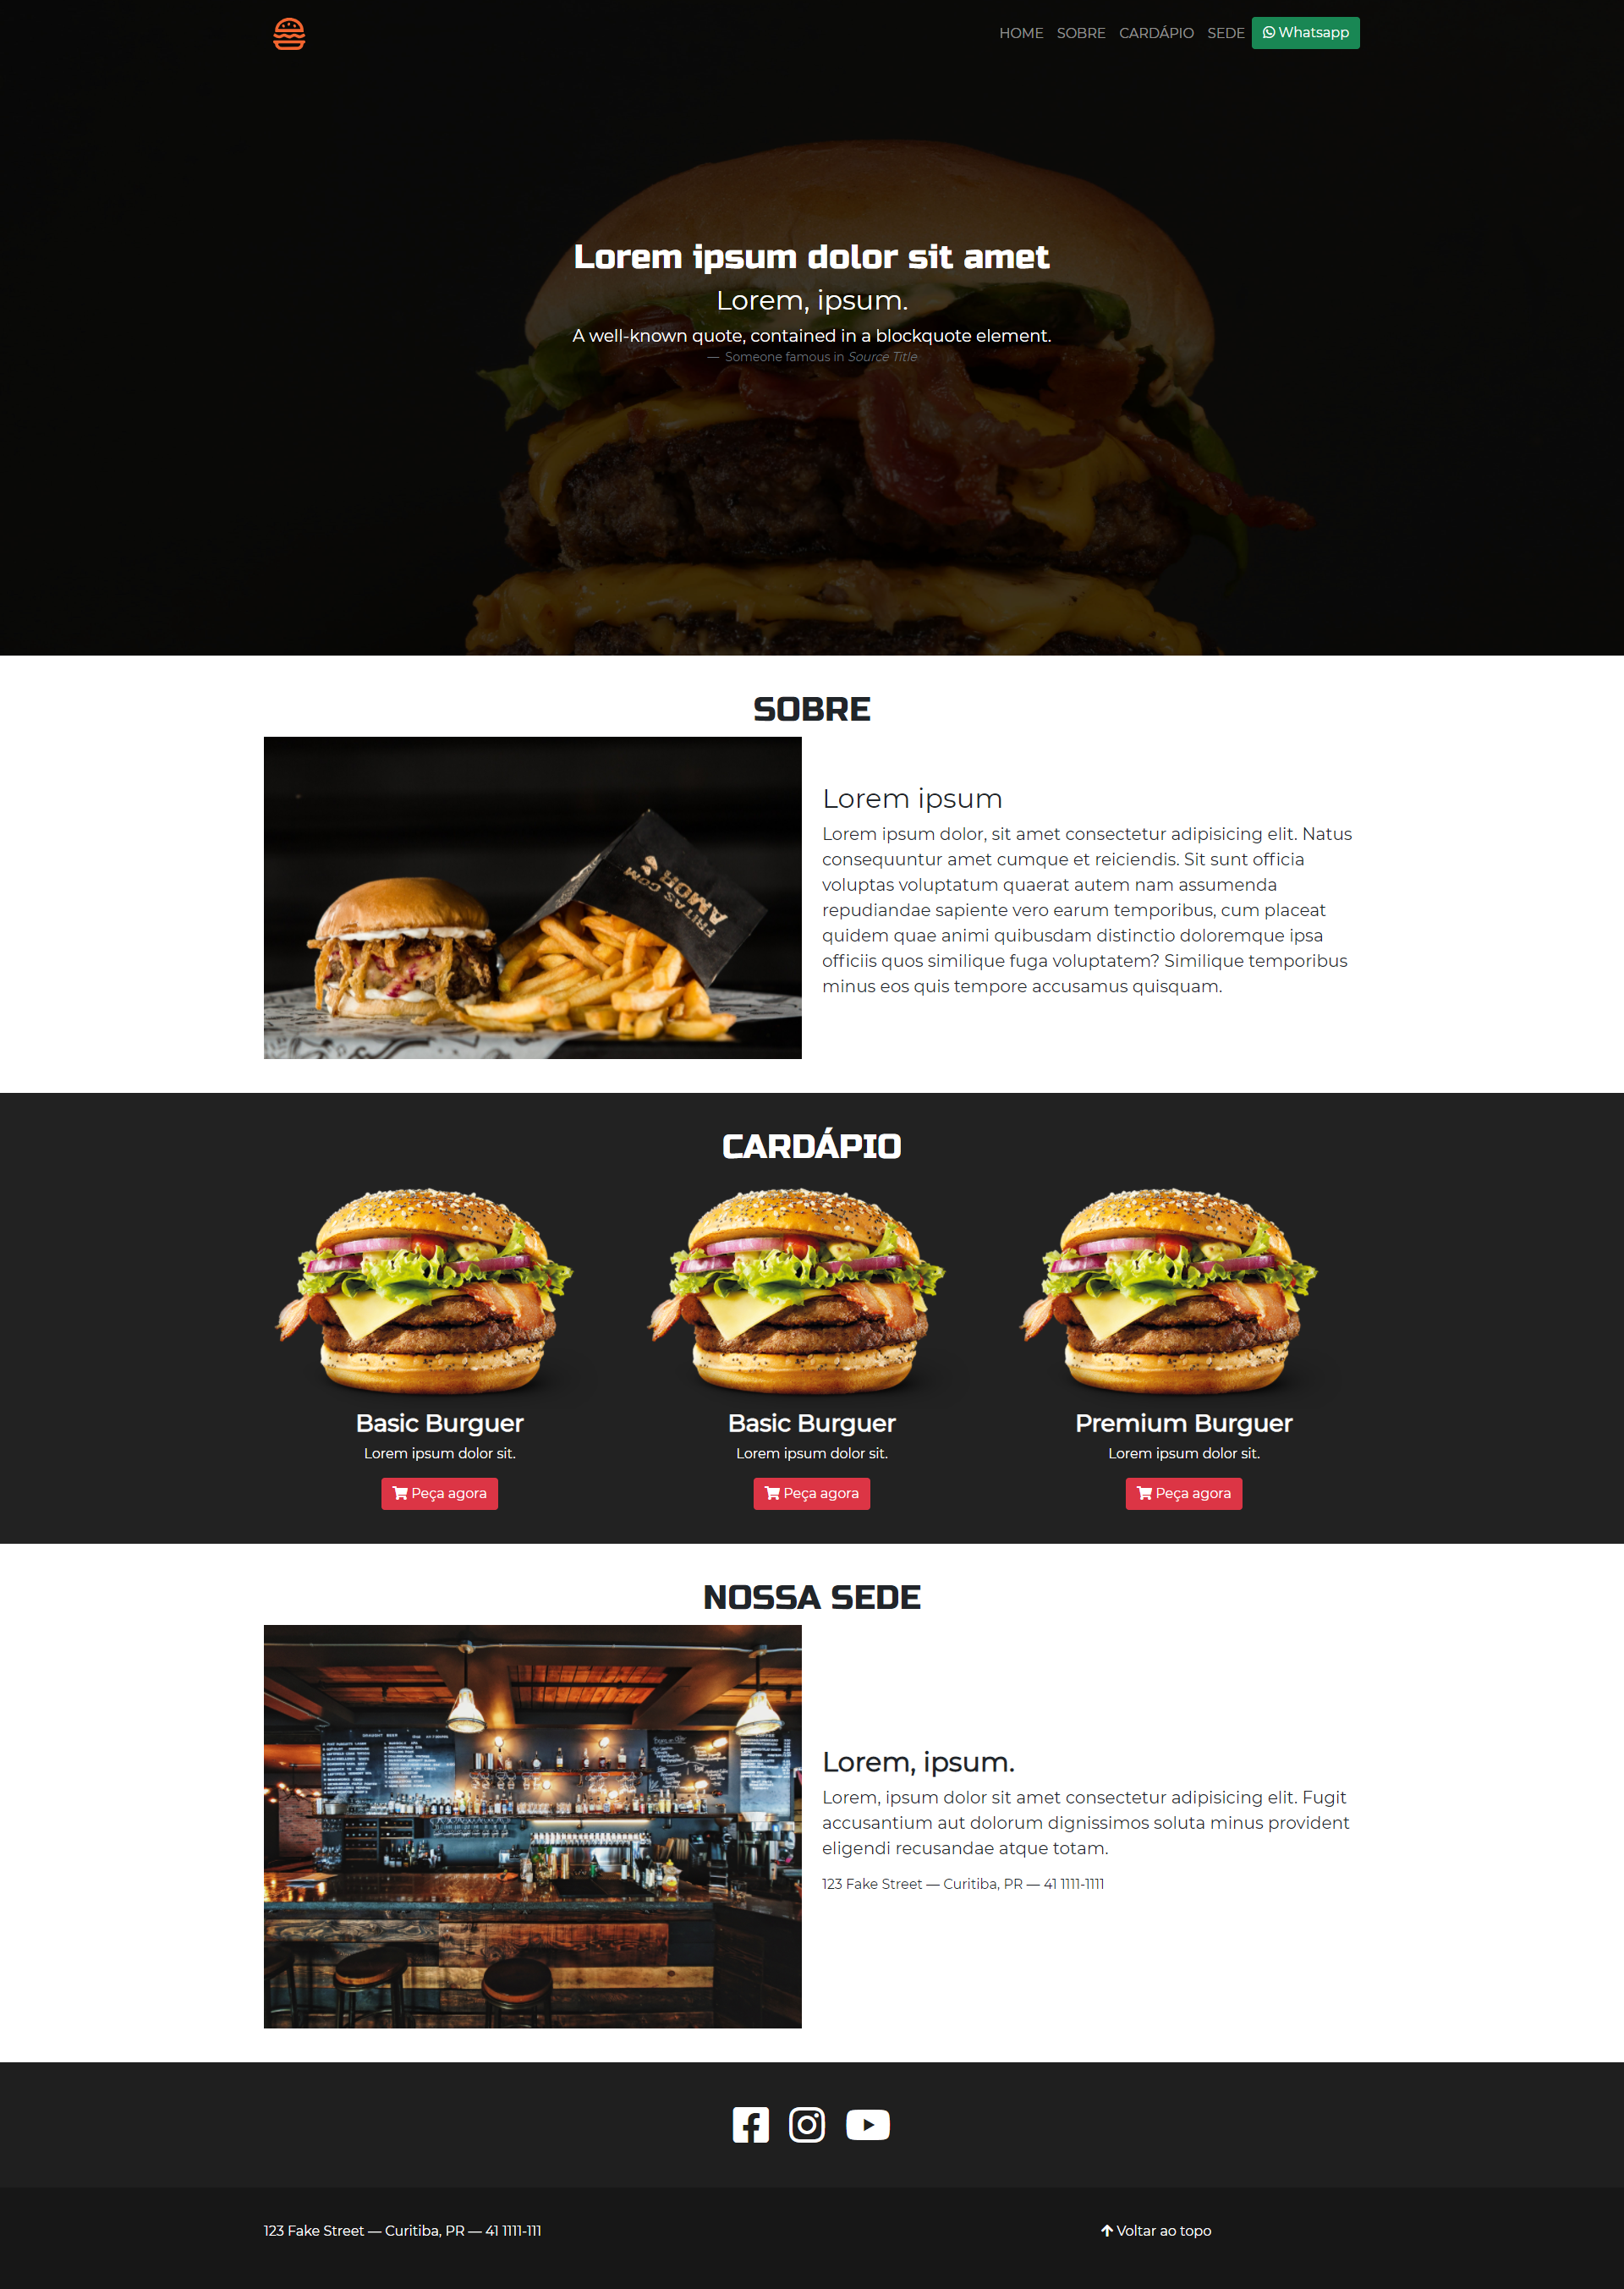 HOME SOBRE CARDÁPIO SEDE Whatsapp
Lorem ipsum dolor sit amet
Lorem, ipsum.
A well-known quote, contained in a blockquote element.
— Someone famous in Source Title
SOBRE
FRITAS COM
AMOR
Lorem ipsum
Lorem ipsum dolor, sit amet consectetur adipisicing elit. Natus
consequuntur amet cumque et reiciendis. Sit sunt officia
voluptas voluptatum quaerat autem nam assumenda
repudiandae sapiente vero earum temporibus, cum placeat
quidem quae animi quibusdam distinctio doloremque ipsa
officiis quos similique fuga voluptatem? Similique temporibus
minus eos quis tempore accusamus quisquam.
CARDÁPIO
Basic Burguer
Lorem ipsum dolor sit.
Peça agora
Basic Burguer
Lorem ipsum dolor sit.
Peça agora
Premium Burguer
Lorem ipsum dolor sit.
Peça agora
NOSSA SEDE
DRAUGHT BEER
Lorem, ipsum.
Lorem, ipsum dolor sit amet consectetur adipisicing elit. Fugit
accusantium aut dolorum dignissimos soluta minus provident
eligendi recusandae atque totam.
123 Fake Street — Curitiba, PR — 41 1111-1111
123 Fake Street — Curitiba, PR — 41 1111-111
Voltar ao topo